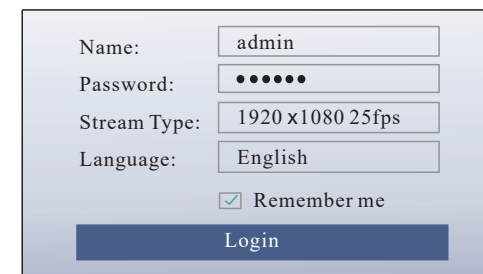 Name: admin
Password: ●●●●●●
Stream Type: 1920 x1080 25fps
Language: English
Remember me
Login